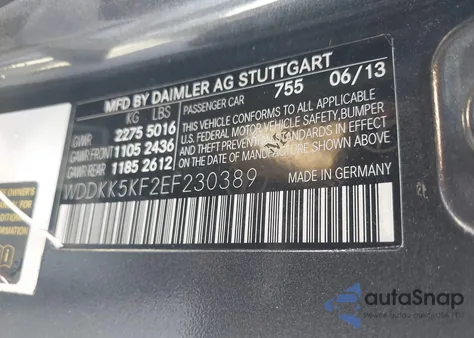 MFD BY DAIMLER AG STUTTGART
KG LBS PASSENGER CAR 755 06/13
GVWR 2275 5016 THIS VEHICLE CONFORMS TO ALL APPLICABLE
GAWR FRONT 1105 2436 U.S. FEDERAL MOTOR VEHICLE SAFETY, BUMPER
GAWR REAR 1185 2612 AND THEFT PREVENTION STANDARDS IN EFFECT
ON THE DATE OF MANUFACTURE SHOWN ABOVE.
WDDKK5KF2EF230389 MADE IN GERMANY
OWNER'S
INFORMATION
autoSnap